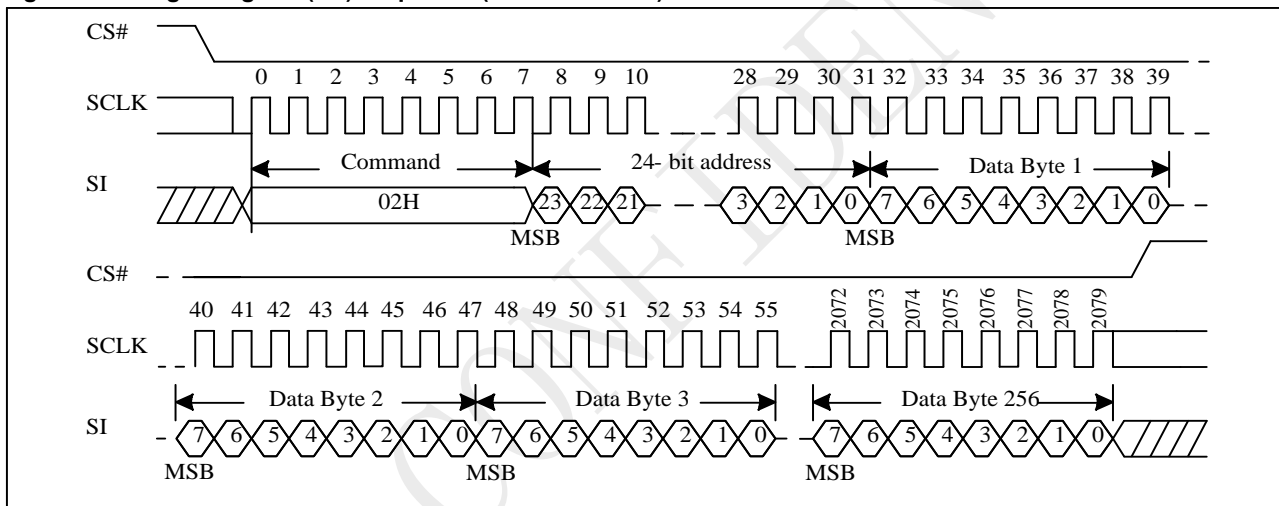 CS#
0 1 2 3 4 5 6 7 8 9 10 28 29 30 31 32 33 34 35 36 37 38 39
SCLK
Command 24- bit address Data Byte 1
SI
02H 23 22 21 3 2 1 0 7 6 5 4 3 2 1 0
MSB MSB
CS#
40 41 42 43 44 45 46 47 48 49 50 51 52 53 54 55 2072 2073 2074 2075 2076 2077 2078 2079
SCLK
Data Byte 2 Data Byte 3 Data Byte 256
SI
7 6 5 4 3 2 1 0 7 6 5 4 3 2 1 0 7 6 5 4 3 2 1 0
MSB MSB MSB